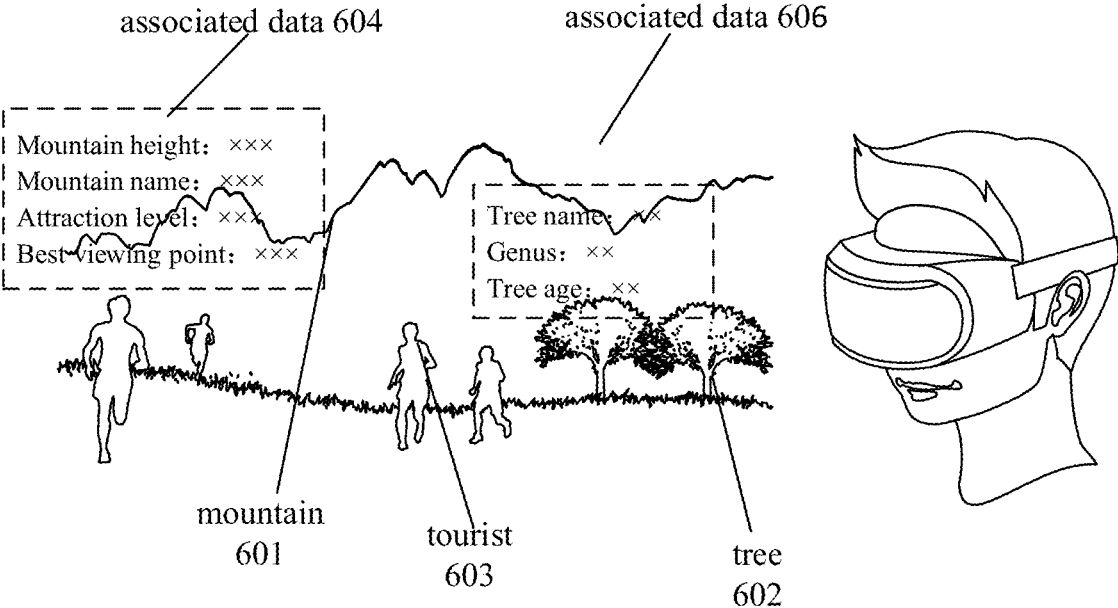 associated data 604
associated data 606
Mountain height：×××
Mountain name：×××
Attraction level：×××
Best viewing point：×××
Tree name：××
Genus：××
Tree age：××
mountain
601
tourist
603
tree
602